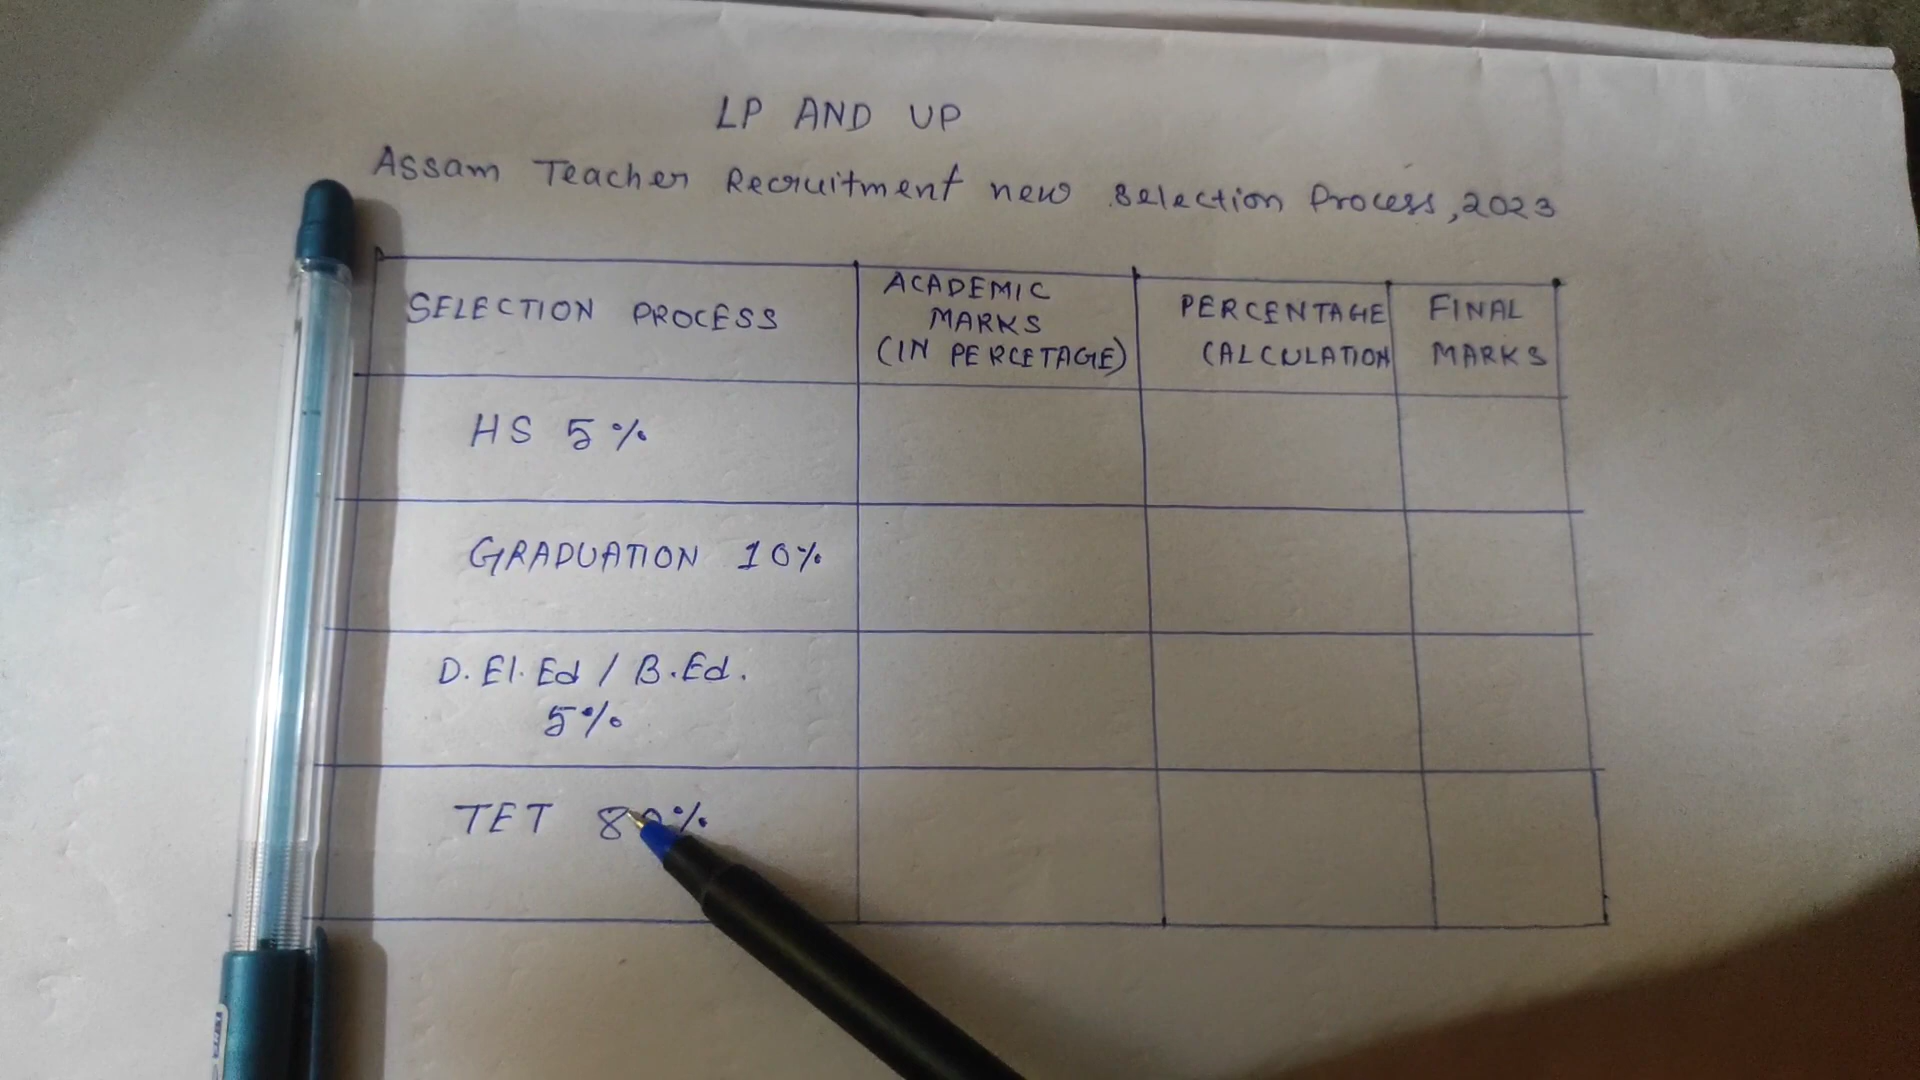 LP AND UP
Assam Teacher Recruitment new selection Process, 2023
SELECTION PROCESS
ACADEMIC
MARKS
(IN PERCETAGE)
PERCENTAGE
CALCULATION
FINAL
MARKS
HS 5%
GRADUATION 10%
D.El.Ed / B.Ed.
5%
TET 80%